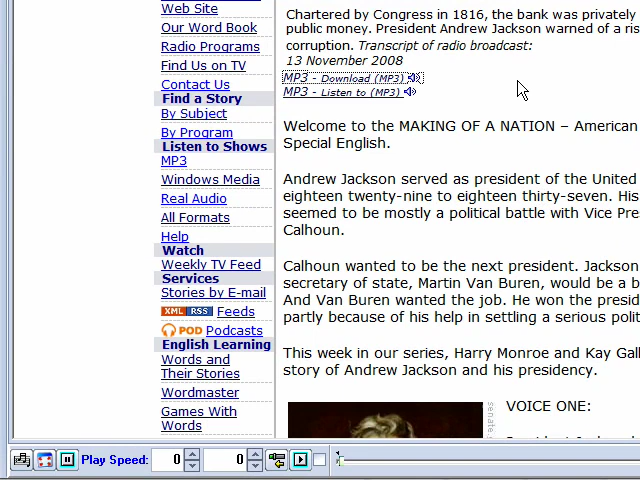 Web Site
Our Word Book
Radio Programs
Find Us on TV
Contact Us
Find a Story
By Subject
By Program
Listen to Shows
MP3
Windows Media
Real Audio
All Formats
Help
Watch
Weekly TV Feed
Services
Stories by E-mail
XML RSS Feeds
POD Podcasts
English Learning
Words and
Their Stories
Wordmaster
Games With
Words
Chartered by Congress in 1816, the bank was privately
public money. President Andrew Jackson warned of a ris
corruption. Transcript of radio broadcast:
13 November 2008
MP3 - Download (MP3)
MP3 - Listen to (MP3)
Welcome to the MAKING OF A NATION – American
Special English.
Andrew Jackson served as president of the United
eighteen twenty-nine to eighteen thirty-seven. His
seemed to be mostly a political battle with Vice Pre
Calhoun.
Calhoun wanted to be the next president. Jackson
secretary of state, Martin Van Buren, would be a b
And Van Buren wanted the job. He won the presid
partly because of his help in settling a serious polit
This week in our series, Harry Monroe and Kay Gall
story of Andrew Jackson and his presidency.
senate
VOICE ONE:
Play Speed: 0 0